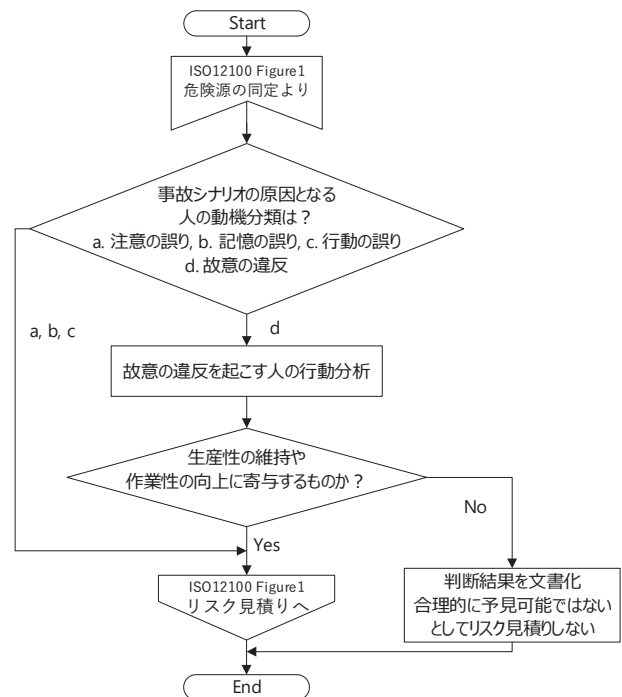 Start
ISO12100 Figure1
危険源の同定より
事故シナリオの原因となる
人の動機分類は？
a. 注意の誤り, b. 記憶の誤り, c. 行動の誤り
d. 故意の違反
a, b, c
d
故意の違反を起こす人の行動分析
生産性の維持や
作業性の向上に寄与するものか？
No
Yes
ISO12100 Figure1
リスク見積りへ
判断結果を文書化
合理的に予見可能ではない
としてリスク見積りしない
End